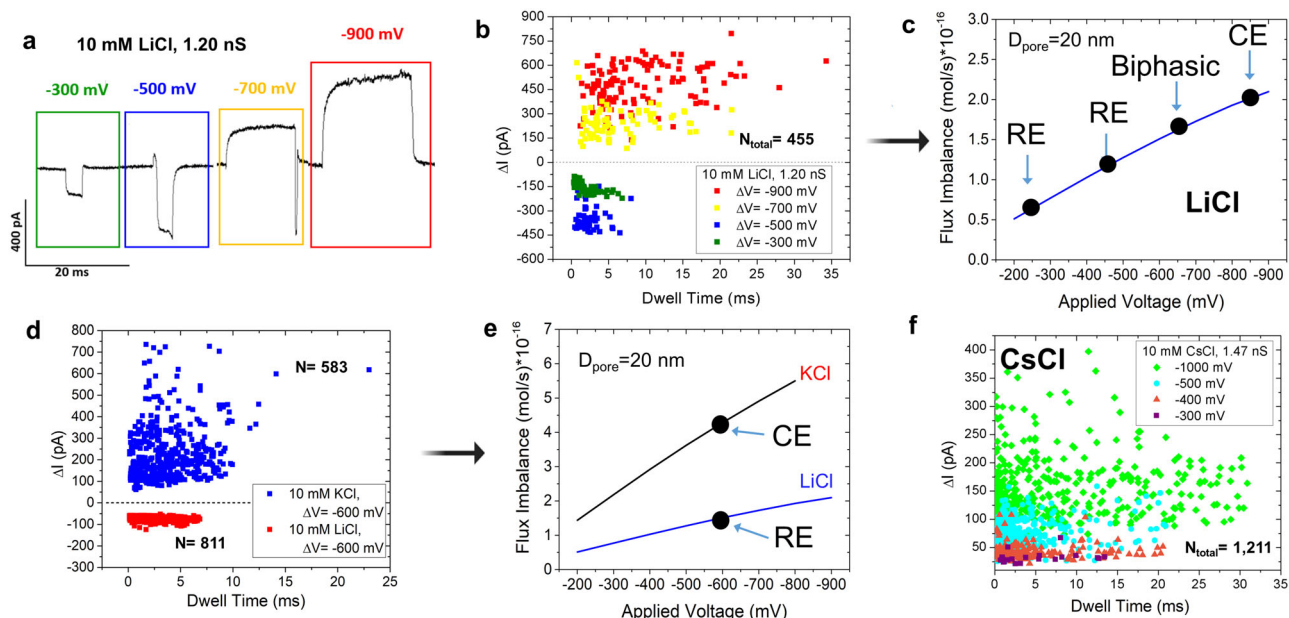 a
10 mM LiCl, 1.20 nS
-300 mV
-500 mV
-700 mV
-900 mV
400 pA
20 ms
b
ΔI (pA)
900
750
600
450
300
150
0
-150
-300
-450
-600
N_total= 455
10 mM LiCl, 1.20 nS
ΔV= -900 mV
ΔV= -700 mV
ΔV= -500 mV
ΔV= -300 mV
0 5 10 15 20 25 30 35
Dwell Time (ms)
c
Flux Imbalance (mol/s)*10^-16
3.0
2.5
2.0
1.5
1.0
0.5
0.0
D_pore=20 nm
CE
Biphasic
RE
RE
LiCl
-200 -300 -400 -500 -600 -700 -800 -900
Applied Voltage (mV)
d
ΔI (pA)
800
700
600
500
400
300
200
100
0
-100
-200
-300
N= 583
N= 811
10 mM KCl,
ΔV= -600 mV
10 mM LiCl,
ΔV= -600 mV
0 5 10 15 20 25
Dwell Time (ms)
e
Flux Imbalance (mol/s)*10^-16
7
6
5
4
3
2
1
0
D_pore=20 nm
KCl
CE
LiCl
RE
-200 -300 -400 -500 -600 -700 -800 -900
Applied Voltage (mV)
f
CsCl
ΔI (pA)
400
350
300
250
200
150
100
50
10 mM CsCl, 1.47 nS
-1000 mV
-500 mV
-400 mV
-300 mV
N_total= 1,211
0 5 10 15 20 25 30 35
Dwell Time (ms)